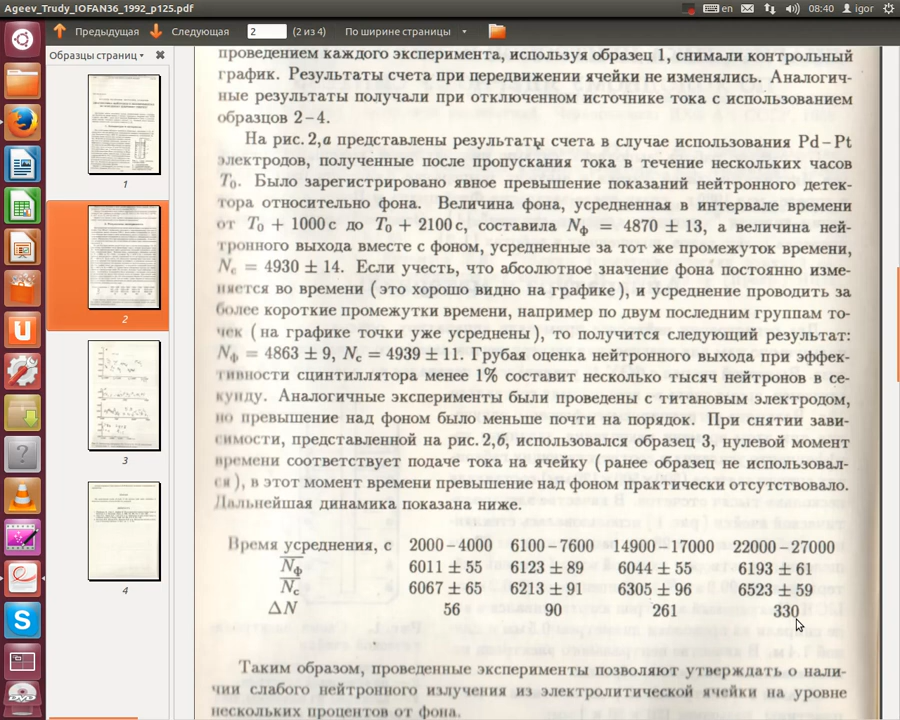 Ageev_Trudy_IOFAN36_1992_p125.pdf
en
08:40
igor
Предыдущая
Следующая
2
(2 из 4)
По ширине страницы
Образцы страниц
1
2
3
4
проведением каждого эксперимента, используя образец 1, снимали контрольный
график. Результаты счета при передвижении ячейки не изменялись. Аналогич-
ные результаты получали при отключенном источнике тока с использованием
образцов 2–4.
На рис. 2,а представлены результаты счета в случае использования Pd – Pt
электродов, полученные после пропускания тока в течение нескольких часов
T₀. Было зарегистрировано явное превышение показаний нейтронного детек-
тора относительно фона. Величина фона, усредненная в интервале времени
от T₀ + 1000 с до T₀ + 2100 с, составила Nф = 4870 ± 13, а величина ней-
тронного выхода вместе с фоном, усредненные за тот же промежуток времени,
Nс = 4930 ± 14. Если учесть, что абсолютное значение фона постоянно изме-
няется во времени (это хорошо видно на графике), и усреднение проводить за
более короткие промежутки времени, например по двум последним группам то-
чек (на графике точки уже усреднены), то получится следующий результат:
Nф = 4863 ± 9, Nс = 4939 ± 11. Грубая оценка нейтронного выхода при эффек-
тивности сцинтиллятора менее 1% составит несколько тысяч нейтронов в се-
кунду. Аналогичные эксперименты были проведены с титановым электродом,
но превышение над фоном было меньше почти на порядок. При снятии зави-
симости, представленной на рис. 2,б, использовался образец 3, нулевой момент
времени соответствует подаче тока на ячейку (ранее образец не использовал-
ся), в этот момент времени превышение над фоном практически отсутствовало.
Дальнейшая динамика показана ниже.
Время усреднения, с 2000–4000 6100–7600 14900–17000 22000–27000
N̅ф 6011 ± 55 6123 ± 89 6044 ± 55 6193 ± 61
N̅с 6067 ± 65 6213 ± 91 6305 ± 96 6523 ± 59
ΔN 56 90 261 330
Таким образом, проведенные эксперименты позволяют утверждать о нали-
чии слабого нейтронного излучения из электролитической ячейки на уровне
нескольких процентов от фона.